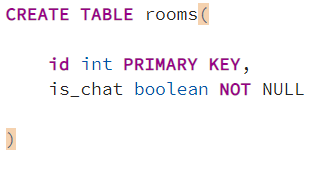 CREATE TABLE rooms(
id int PRIMARY KEY,
is_chat boolean NOT NULL
)